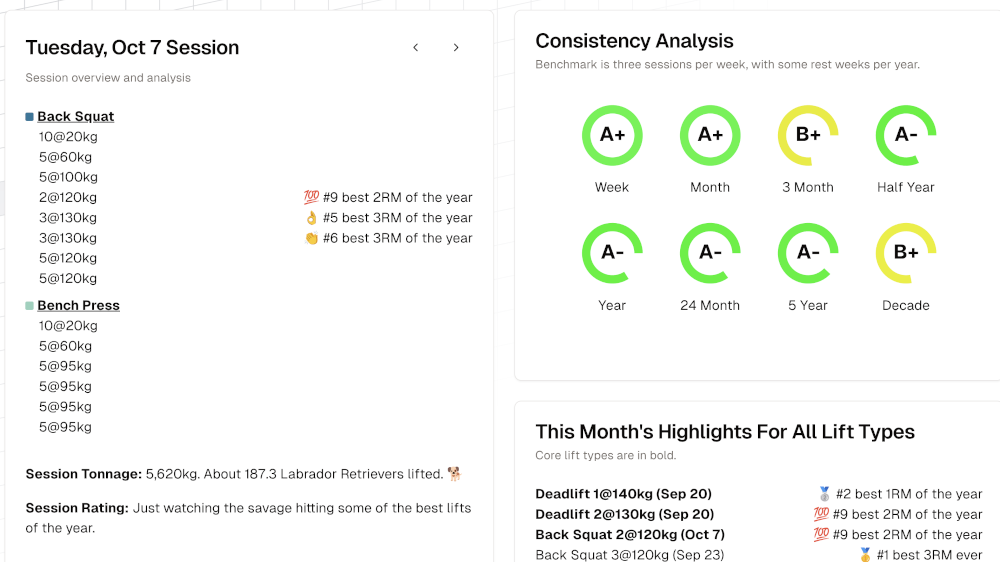 Tuesday, Oct 7 Session
Session overview and analysis
Back Squat
10@20kg
5@60kg
5@100kg
2@120kg 💯 #9 best 2RM of the year
3@130kg 👌 #5 best 3RM of the year
3@130kg 👏 #6 best 3RM of the year
5@120kg
5@120kg
Bench Press
10@20kg
5@60kg
5@95kg
5@95kg
5@95kg
5@95kg
Session Tonnage: 5,620kg. About 187.3 Labrador Retrievers lifted. 🐕
Session Rating: Just watching the savage hitting some of the best lifts
of the year.
Consistency Analysis
Benchmark is three sessions per week, with some rest weeks per year.
A+ A+ B+ A-
Week Month 3 Month Half Year
A- A- A- B+
Year 24 Month 5 Year Decade
This Month's Highlights For All Lift Types
Core lift types are in bold.
Deadlift 1@140kg (Sep 20) 🥈 #2 best 1RM of the year
Deadlift 2@130kg (Sep 20) 💯 #9 best 2RM of the year
Back Squat 2@120kg (Oct 7) 💯 #9 best 2RM of the year
Back Squat 3@120kg (Sep 23) 🥇 #1 best 3RM ever